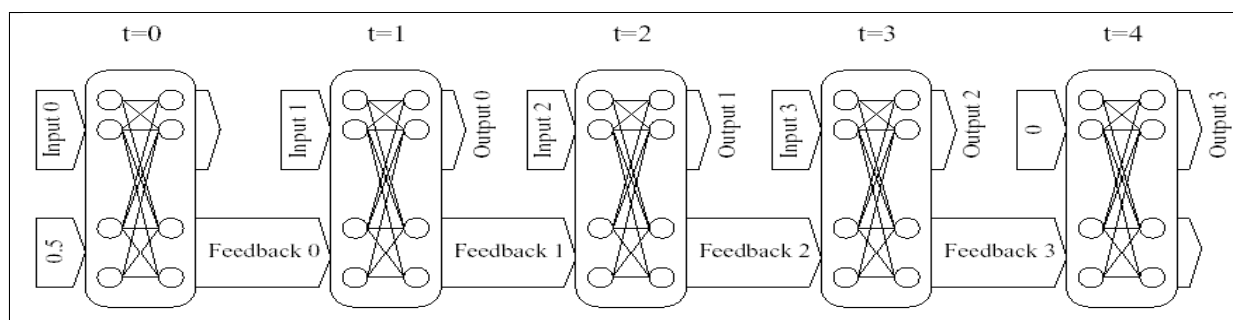 t=0
t=1
t=2
t=3
t=4
Input 0
Input 1
Output 0
Input 2
Output 1
Input 3
Output 2
0
Output 3
0.5
Feedback 0
Feedback 1
Feedback 2
Feedback 3